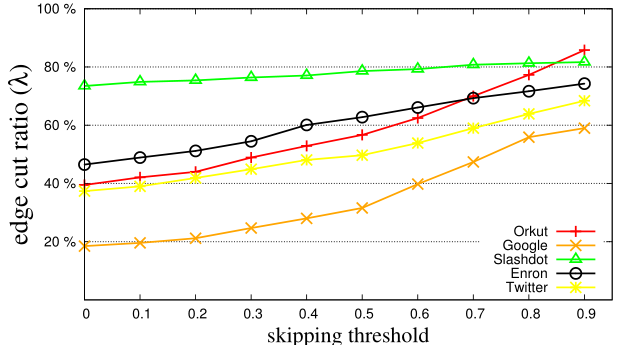 100 %
80 %
60 %
40 %
20 %
edge cut ratio (λ)
Orkut
Google
Slashdot
Enron
Twitter
0 0.1 0.2 0.3 0.4 0.5 0.6 0.7 0.8 0.9
skipping threshold